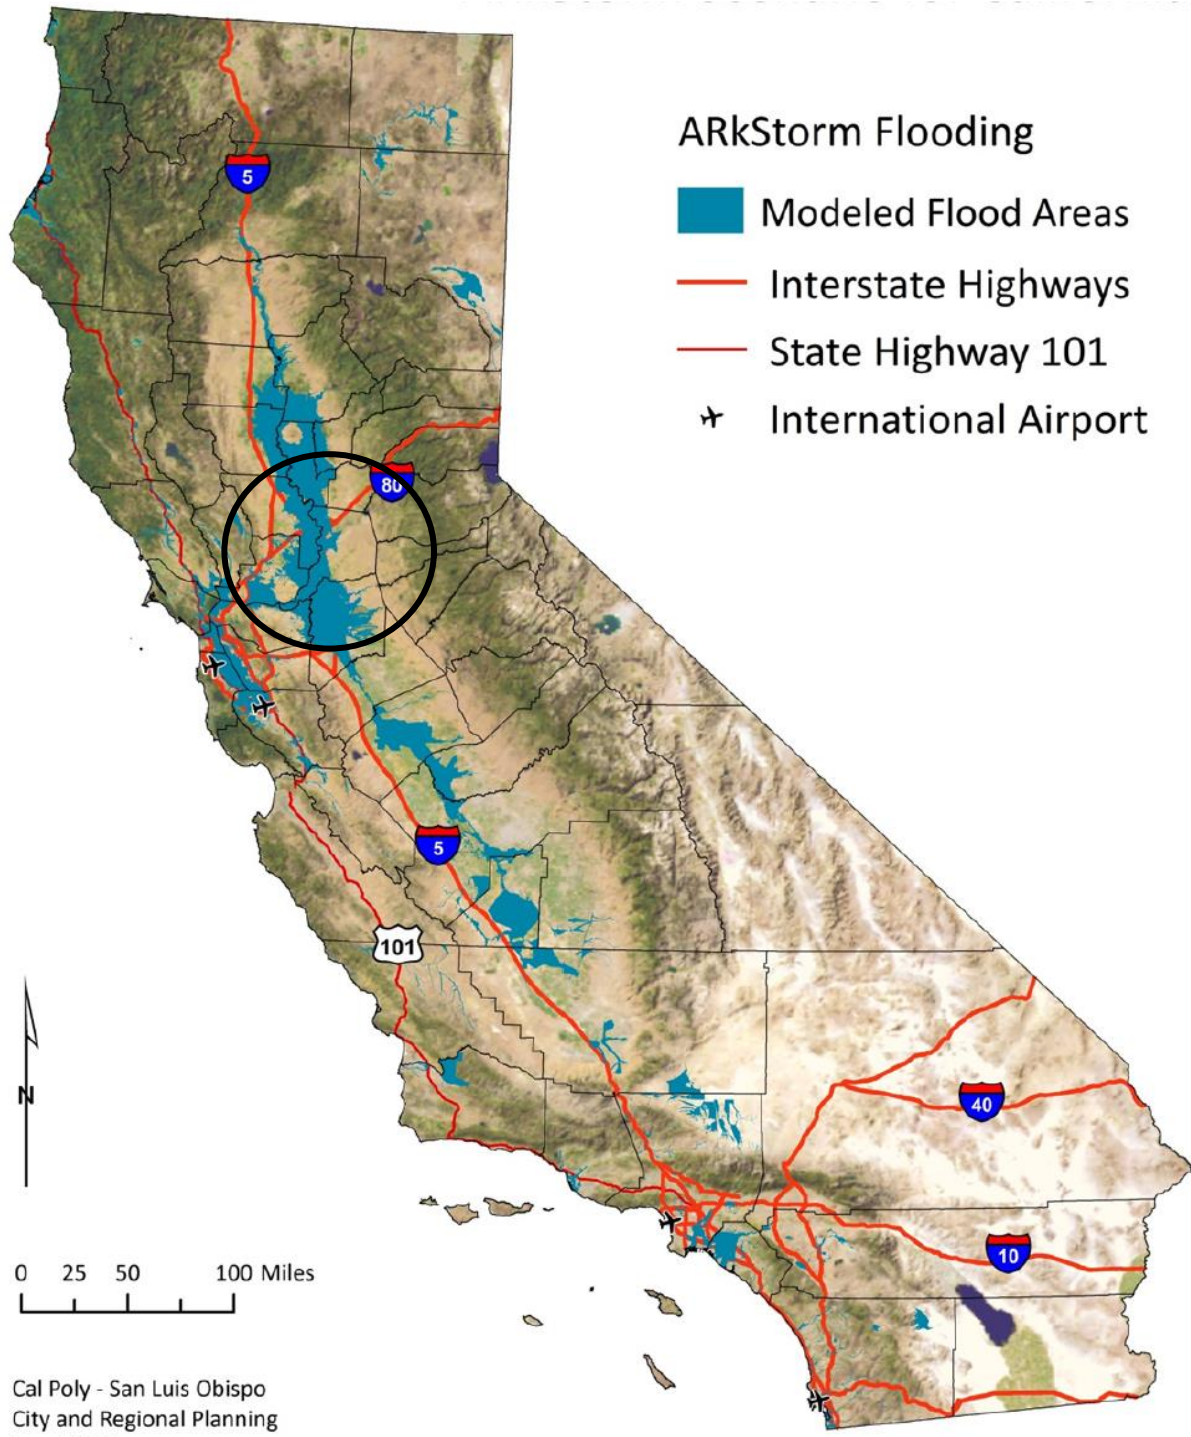 ARkStorm Flooding
Modeled Flood Areas
Interstate Highways
State Highway 101
International Airport
5
80
5
101
N
40
10
0 25 50 100 Miles
Cal Poly - San Luis Obispo
City and Regional Planning